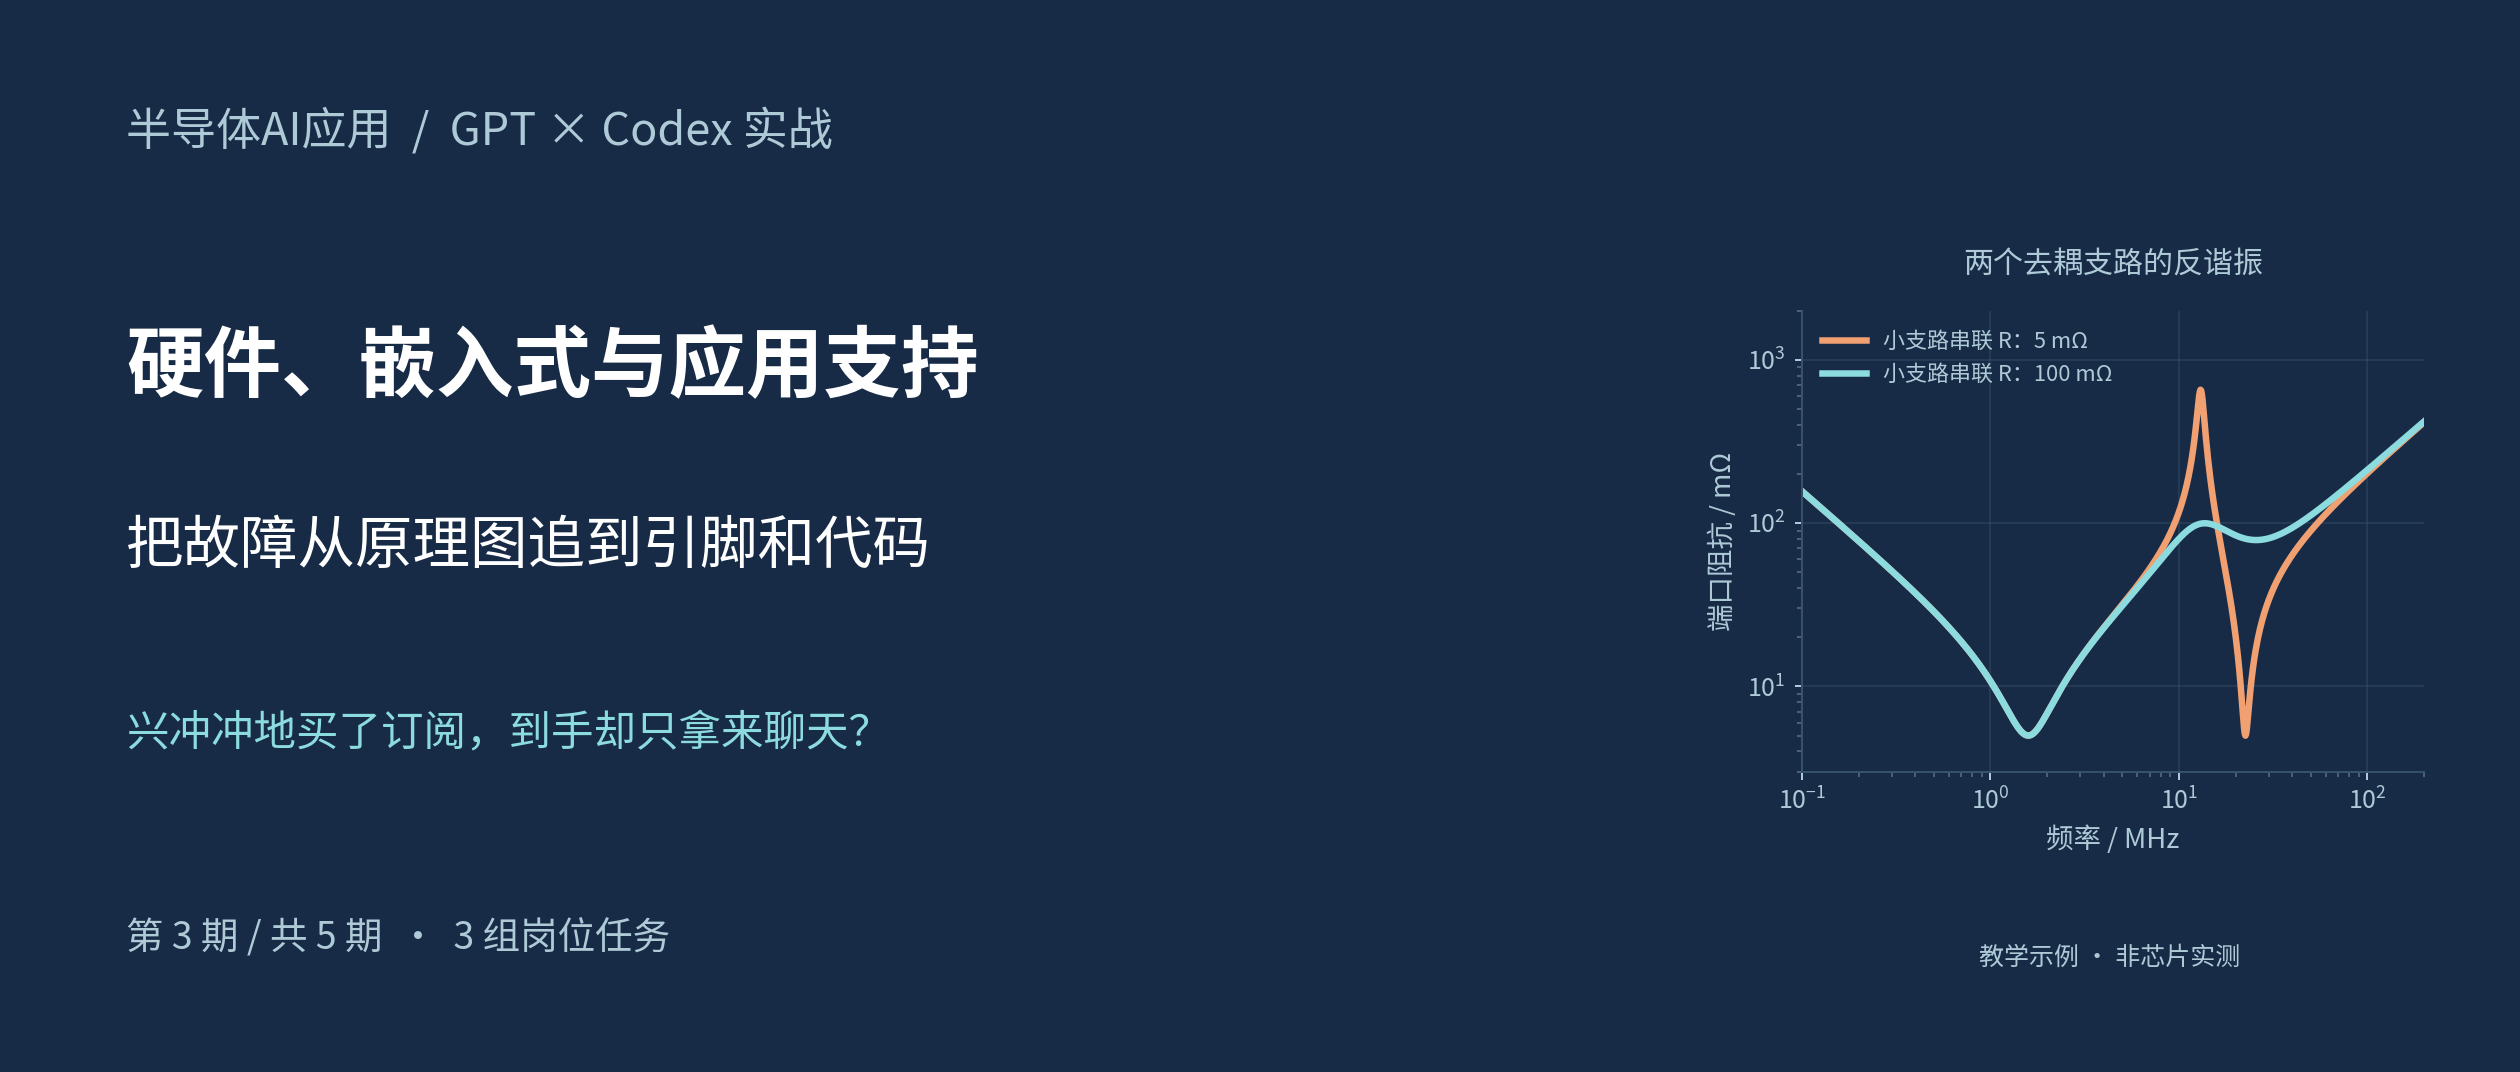 半导体AI应用 / GPT × Codex 实战
硬件、嵌入式与应用支持
把故障从原理图追到引脚和代码
兴冲冲地买了订阅，到手却只拿来聊天？
第 3 期 / 共 5 期 · 3 组岗位任务
两个去耦支路的反谐振
小支路串联 R：5 mΩ
小支路串联 R：100 mΩ
端口阻抗 / mΩ
10³
10²
10¹
10⁻¹ 10⁰ 10¹ 10²
频率 / MHz
教学示例 · 非芯片实测